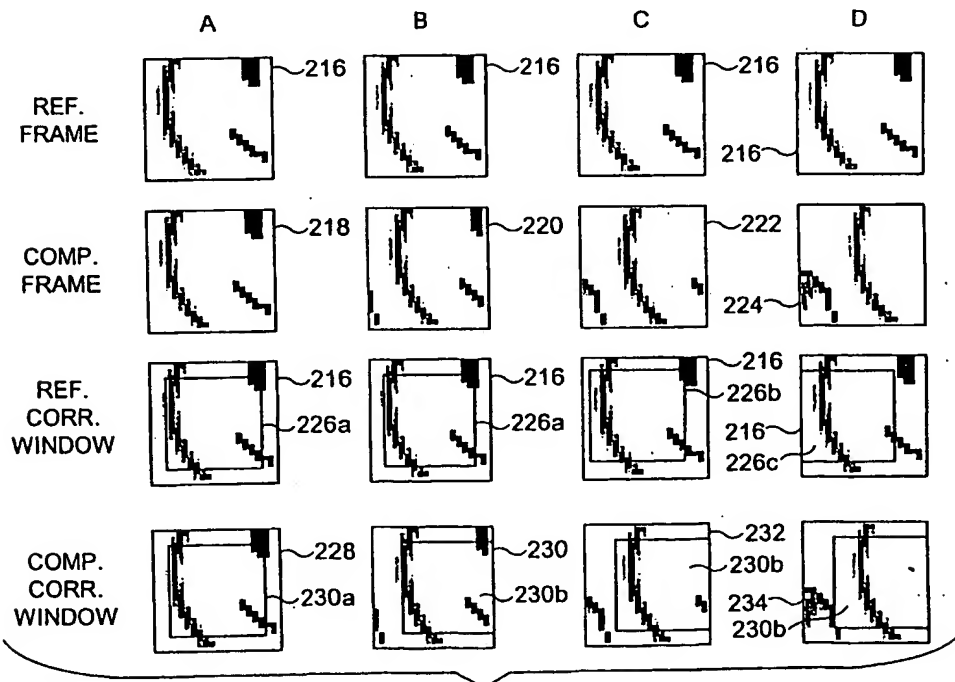 A B C D
REF. FRAME 216 216 216 216
COMP. FRAME 218 220 222 224
REF. CORR. WINDOW 216 226a 216 226a 216 226b 216 226c
COMP. CORR. WINDOW 228 230a 230 230b 232 230b 234 230b